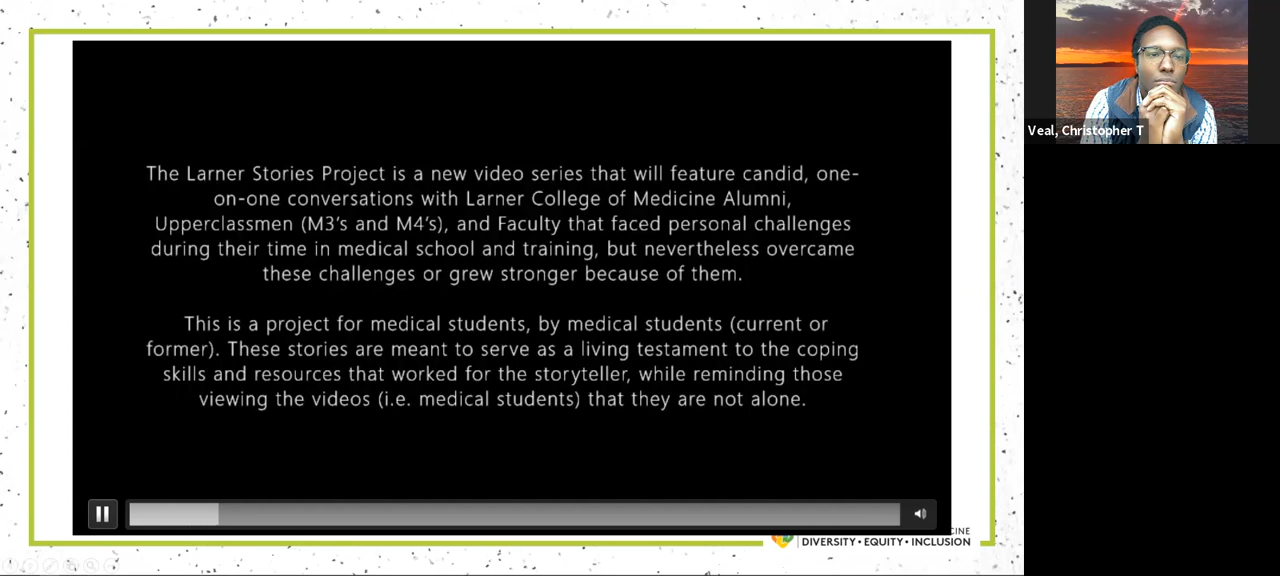 The Larner Stories Project is a new video series that will feature candid, one-
on-one conversations with Larner College of Medicine Alumni,
Upperclassmen (M3's and M4's), and Faculty that faced personal challenges
during their time in medical school and training, but nevertheless overcame
these challenges or grew stronger because of them.
This is a project for medical students, by medical students (current or
former). These stories are meant to serve as a living testament to the coping
skills and resources that worked for the storyteller, while reminding those
viewing the videos (i.e. medical students) that they are not alone.
CINE
DIVERSITY • EQUITY • INCLUSION
Veal, Christopher T